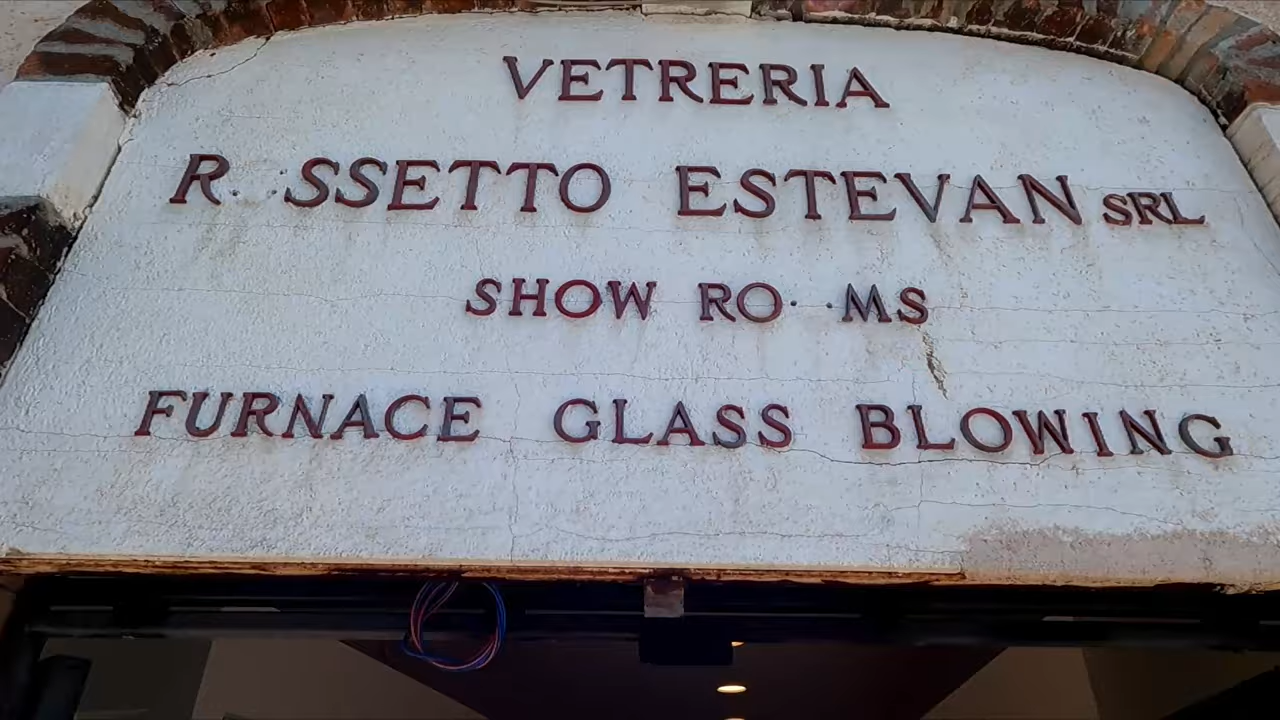 VETRERIA
R SSETTO ESTEVAN SRL
SHOW RO MS
FURNACE GLASS BLOWING